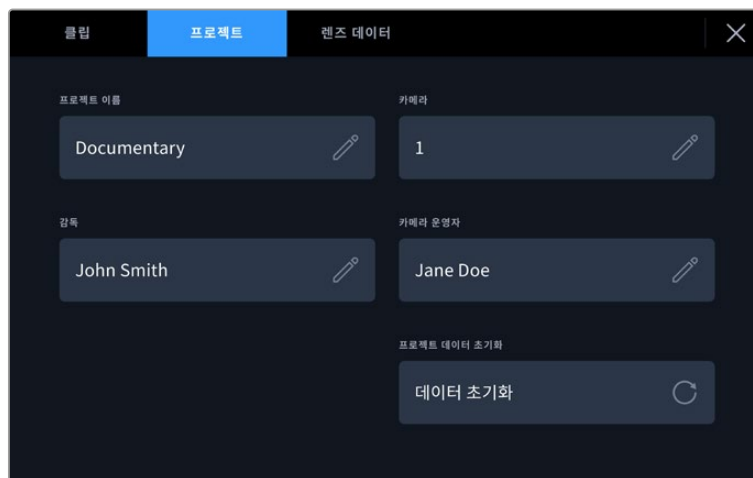 클립
프로젝트
렌즈 데이터
프로젝트 이름
Documentary
카메라
1
감독
John Smith
카메라 운영자
Jane Doe
프로젝트 데이터 초기화
데이터 초기화